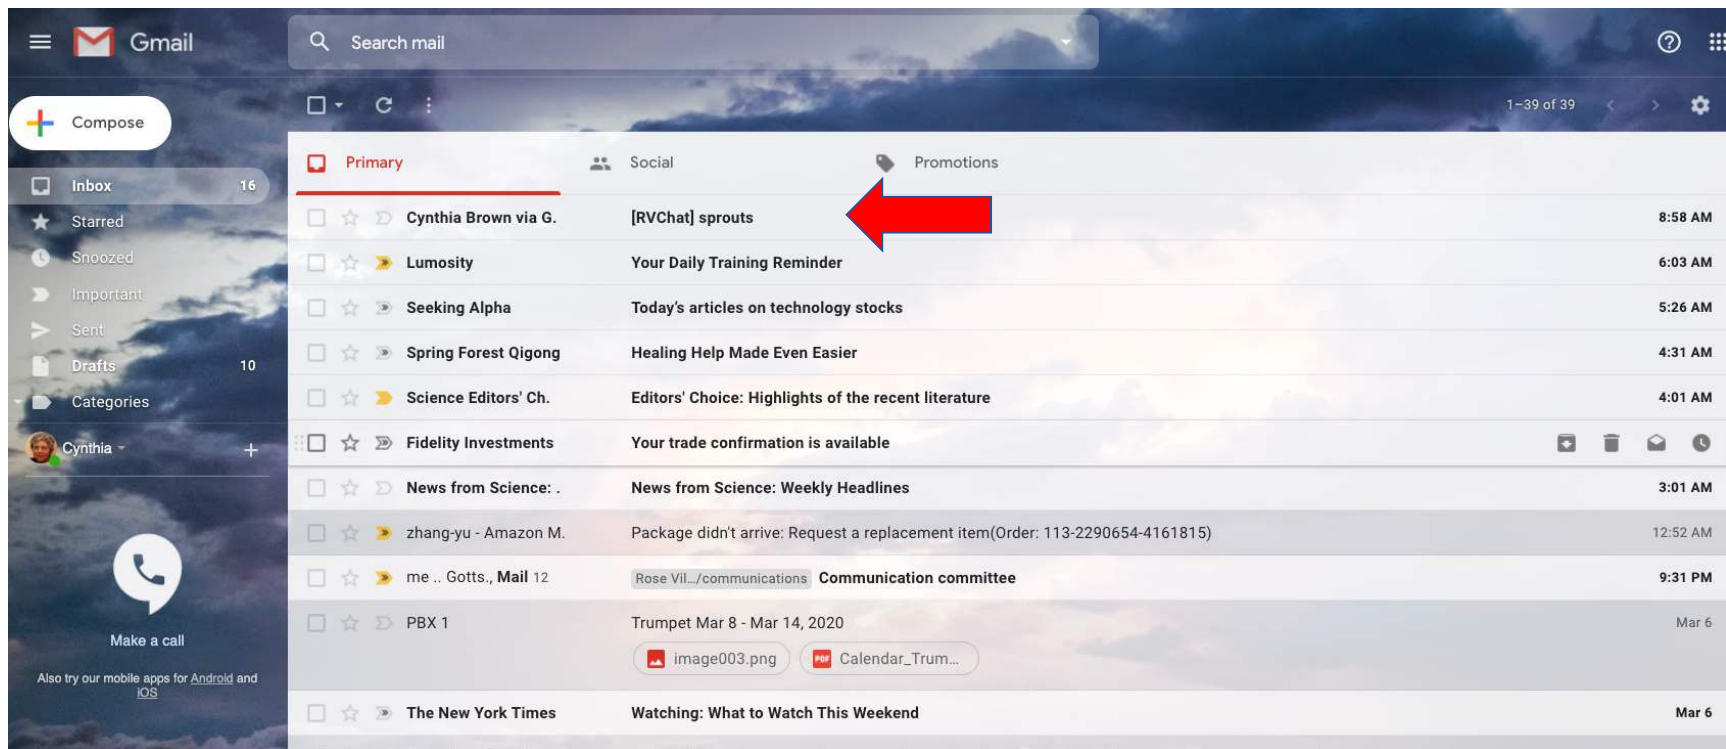 Gmail
Search mail
Compose
1–39 of 39
Primary
Social
Promotions
Inbox 16
Starred
Snoozed
Important
Sent
Drafts 10
Categories
Cynthia
Make a call
Also try our mobile apps for Android and
iOS
Cynthia Brown via G. [RVChat] sprouts 8:58 AM
Lumosity Your Daily Training Reminder 6:03 AM
Seeking Alpha Today's articles on technology stocks 5:26 AM
Spring Forest Qigong Healing Help Made Even Easier 4:31 AM
Science Editors' Ch. Editors' Choice: Highlights of the recent literature 4:01 AM
Fidelity Investments Your trade confirmation is available
News from Science: . News from Science: Weekly Headlines 3:01 AM
zhang-yu - Amazon M. Package didn't arrive: Request a replacement item(Order: 113-2290654-4161815) 12:52 AM
me .. Gotts., Mail 12 Rose Vil.../communications Communication committee 9:31 PM
PBX 1 Trumpet Mar 8 - Mar 14, 2020 Mar 6
image003.png PDF Calendar_Trum...
The New York Times Watching: What to Watch This Weekend Mar 6